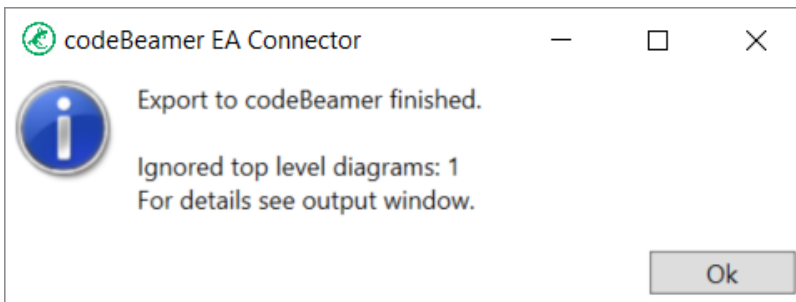 codeBeamer EA Connector
Export to codeBeamer finished.
Ignored top level diagrams: 1
For details see output window.
Ok